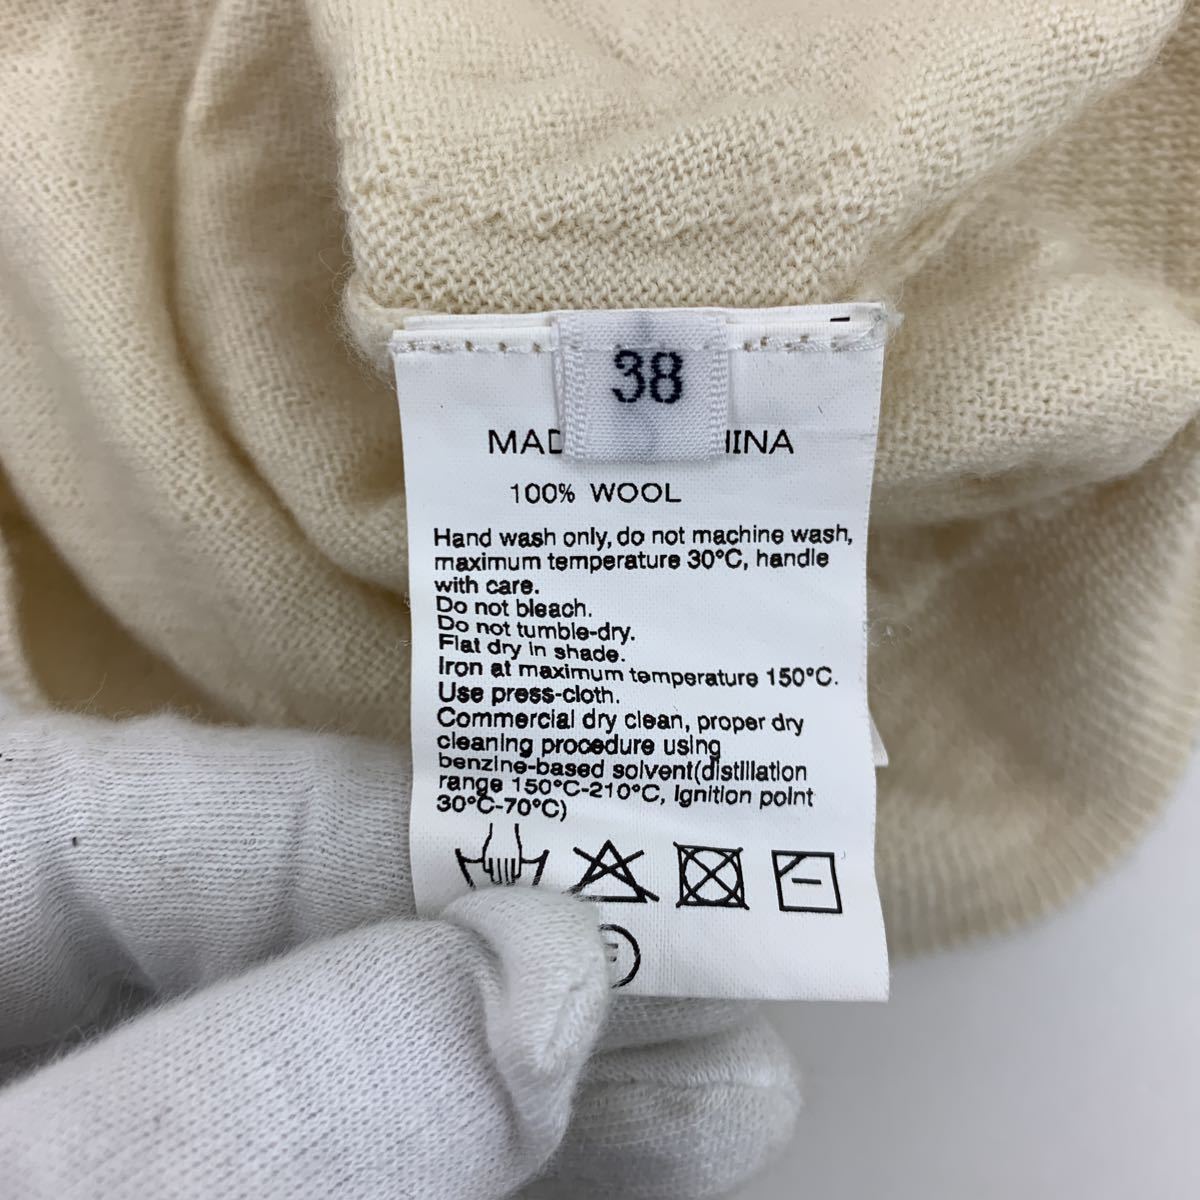 38
100% WOOL
Hand wash only, do not machine wash,
maximum temperature 30°C, handle
with care.
Do not bleach.
Do not tumble-dry.
Flat dry in shade.
Iron at maximum temperature 150°C.
Use press-cloth.
Commercial dry clean, proper dry
cleaning procedure using
benzine-based solvent(distillation
range 150°C-210°C, ignition point
30°C-70°C)